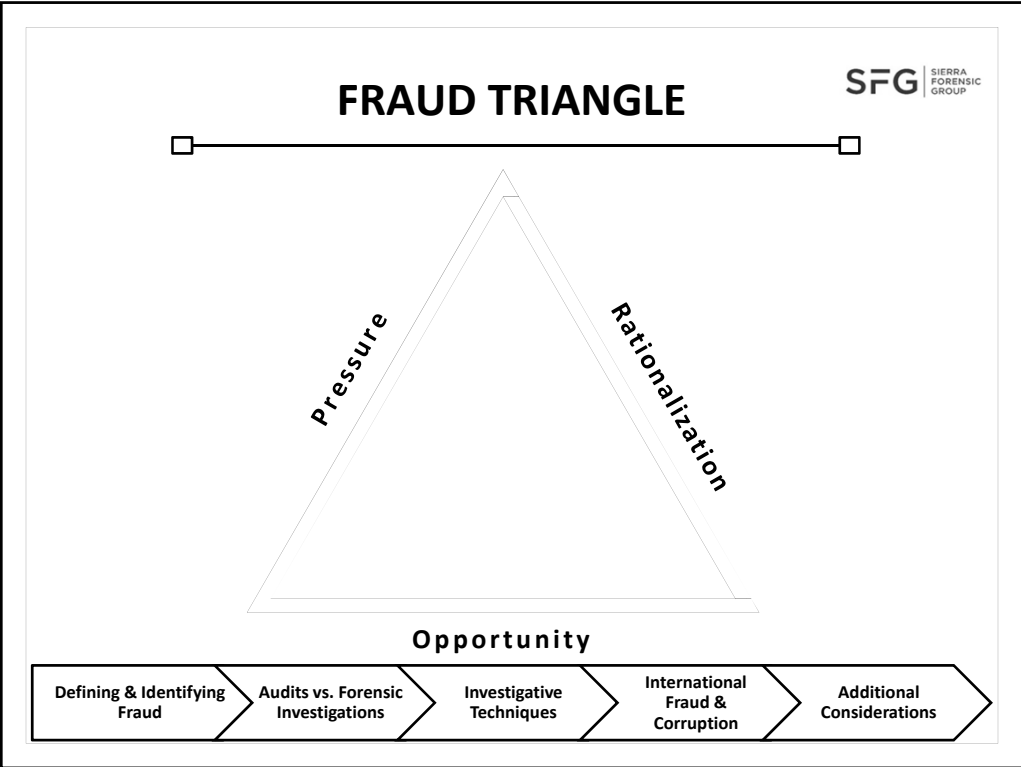 FRAUD TRIANGLE
SFG
SIERRA
FORENSIC
GROUP
Pressure
Rationalization
Opportunity
Defining & Identifying
Fraud
Audits vs. Forensic
Investigations
Investigative
Techniques
International
Fraud &
Corruption
Additional
Considerations